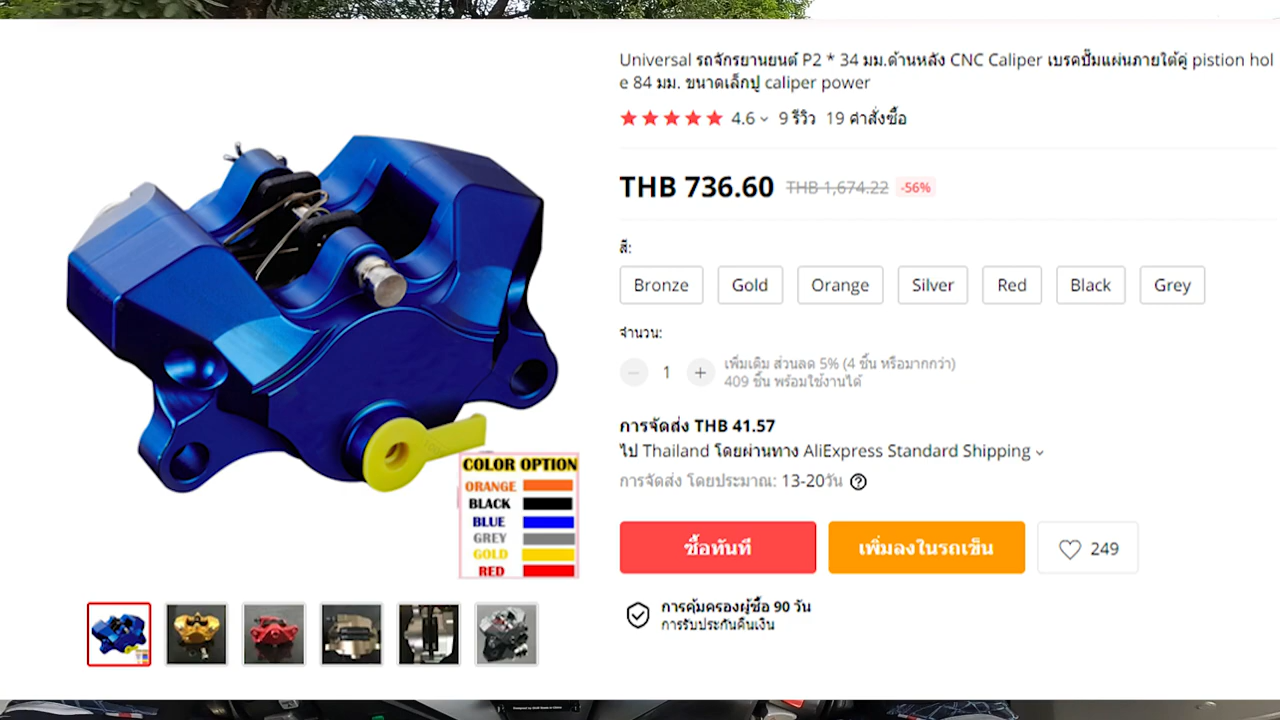 Universal รถจักรยานยนต์ P2 * 34 มม.ด้านหลัง CNC Caliper เบรคปั๊มแผ่นภายใต้คู่ pistion hol
e 84 มม. ขนาดเล็กปู caliper power
4.6 9 รีวิว 19 คำสั่งซื้อ
THB 736.60 THB 1,674.22 -56%
สี:
Bronze Gold Orange Silver Red Black Grey
จำนวน:
1 + เพิ่มเติม ส่วนลด 5% (4 ชิ้น หรือมากกว่า)
409 ชิ้น พร้อมใช้งานได้
การจัดส่ง THB 41.57
ไป Thailand โดยผ่านทาง AliExpress Standard Shipping
การจัดส่ง โดยประมาณ: 13-20วัน
ซื้อทันที เพิ่มลงในรถเข็น 249
การคุ้มครองผู้ซื้อ 90 วัน
การรับประกันคืนเงิน
COLOR OPTION
ORANGE
BLACK
BLUE
GREY
GOLD
RED